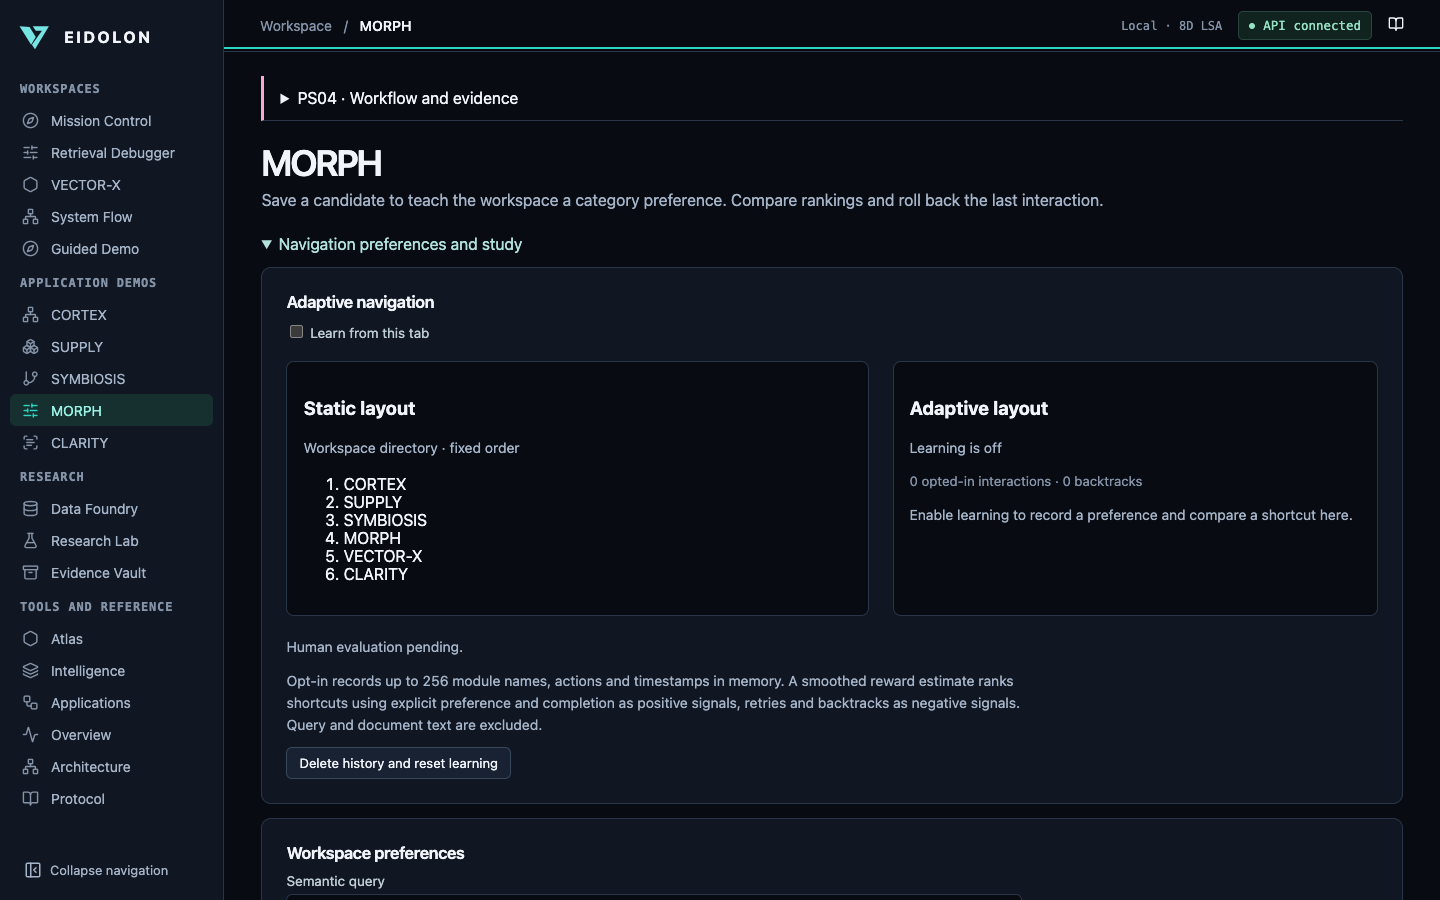 EIDOLON
WORKSPACES
Mission Control
Retrieval Debugger
VECTOR-X
System Flow
Guided Demo
APPLICATION DEMOS
CORTEX
SUPPLY
SYMBIOSIS
MORPH
CLARITY
RESEARCH
Data Foundry
Research Lab
Evidence Vault
TOOLS AND REFERENCE
Atlas
Intelligence
Applications
Overview
Architecture
Protocol
Collapse navigation
Workspace / MORPH
Local · 8D LSA
● API connected
▶ PS04 · Workflow and evidence
MORPH
Save a candidate to teach the workspace a category preference. Compare rankings and roll back the last interaction.
▼ Navigation preferences and study
Adaptive navigation
Learn from this tab
Static layout
Workspace directory · fixed order
1. CORTEX
2. SUPPLY
3. SYMBIOSIS
4. MORPH
5. VECTOR-X
6. CLARITY
Adaptive layout
Learning is off
0 opted-in interactions · 0 backtracks
Enable learning to record a preference and compare a shortcut here.
Human evaluation pending.
Opt-in records up to 256 module names, actions and timestamps in memory. A smoothed reward estimate ranks
shortcuts using explicit preference and completion as positive signals, retries and backtracks as negative signals.
Query and document text are excluded.
Delete history and reset learning
Workspace preferences
Semantic query